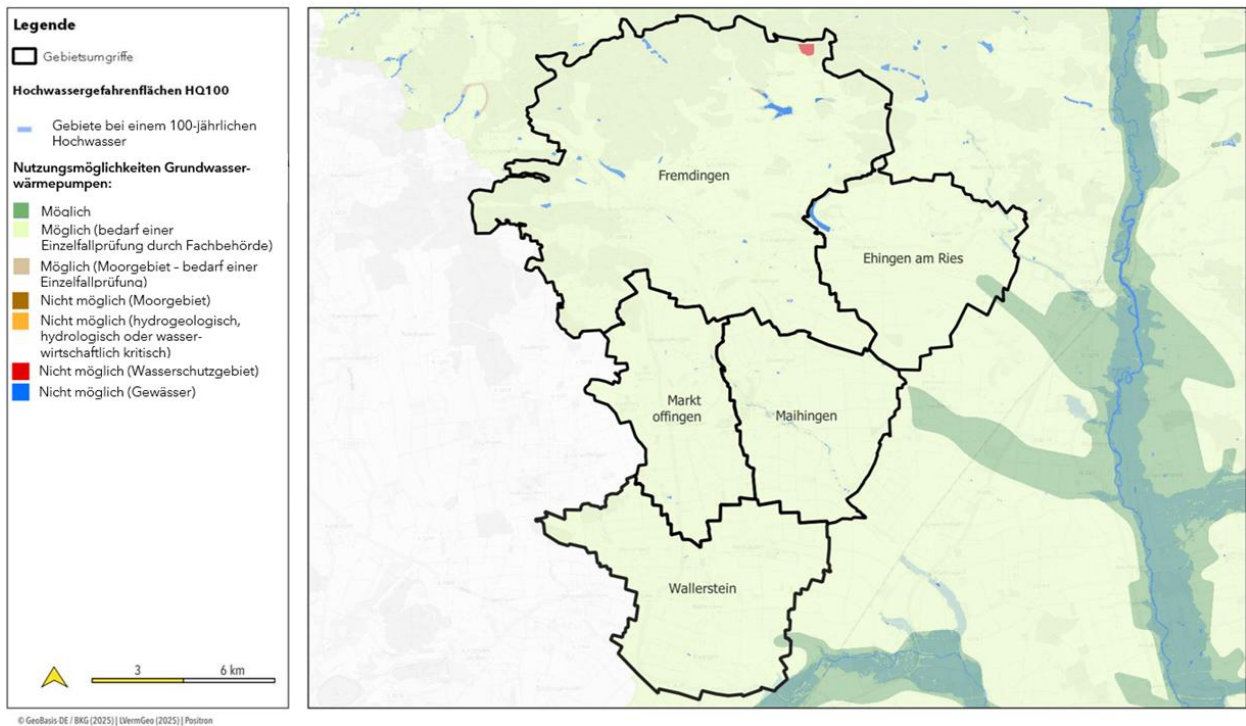 Legende
Gebietsumgriffe
Hochwassergefahrenflächen HQ100
Gebiete bei einem 100-jährlichen
Hochwasser
Nutzungsmöglichkeiten Grundwasser-
wärmepumpen:
Möglich
Möglich (bedarf einer
Einzelfallprüfung durch Fachbehörde)
Möglich (Moorgebiet - bedarf einer
Einzelfallprüfung)
Nicht möglich (Moorgebiet)
Nicht möglich (hydrogeologisch,
hydrologisch oder wasser-
wirtschaftlich kritisch)
Nicht möglich (Wasserschutzgebiet)
Nicht möglich (Gewässer)
3 6 km
© GeoBasis-DE / BKG (2025) | LVermGeo (2025) | Positron
Fremdingen
Ehingen am Ries
Markt
offingen
Maihingen
Wallerstein